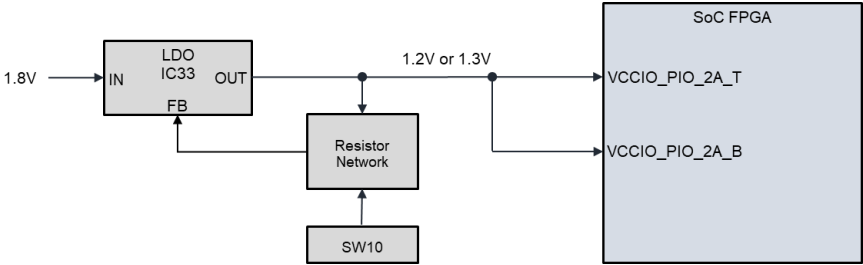 SoC FPGA
LDO
IC33
1.8V
IN
OUT
FB
1.2V or 1.3V
VCCIO_PIO_2A_T
Resistor
Network
VCCIO_PIO_2A_B
SW10